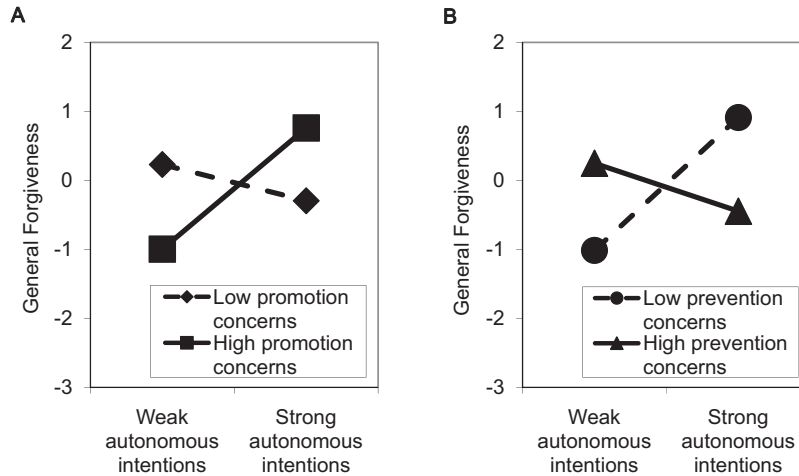 A
2
1
0
-1
-2
-3
General Forgiveness
Low promotion
concerns
High promotion
concerns
Weak
autonomous
intentions
Strong
autonomous
intentions
B
2
1
0
-1
-2
-3
General Forgiveness
Low prevention
concerns
High prevention
concerns
Weak
autonomous
intentions
Strong
autonomous
intentions